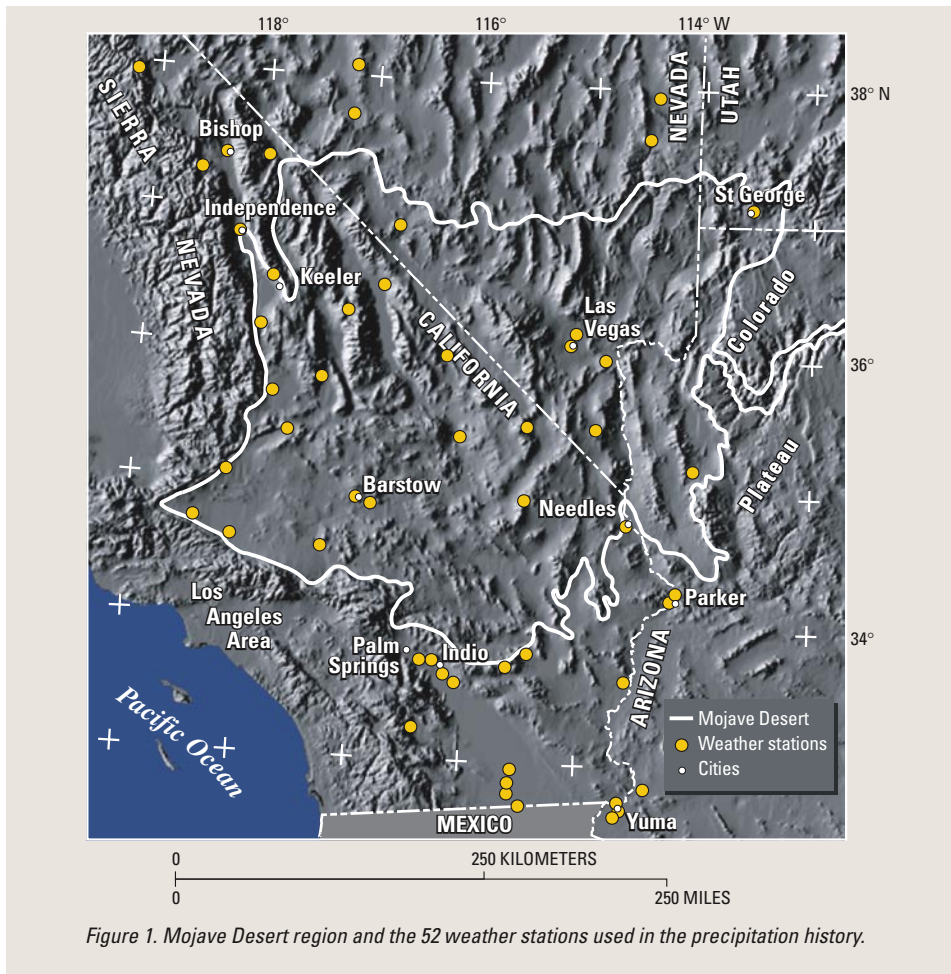 118°
116°
114° W
38° N
36°
34°
SIERRA
NEVADA
Bishop
Independence
Keeler
NEVADA
UTAH
St George
Las
Vegas
CALIFORNIA
Colorado
Plateau
Barstow
Needles
Los
Angeles
Area
Palm
Springs
Indio
Parker
ARIZONA
Pacific Ocean
Mojave Desert
Weather stations
Cities
MEXICO
Yuma
0
250 KILOMETERS
0
250 MILES
Figure 1. Mojave Desert region and the 52 weather stations used in the precipitation history.